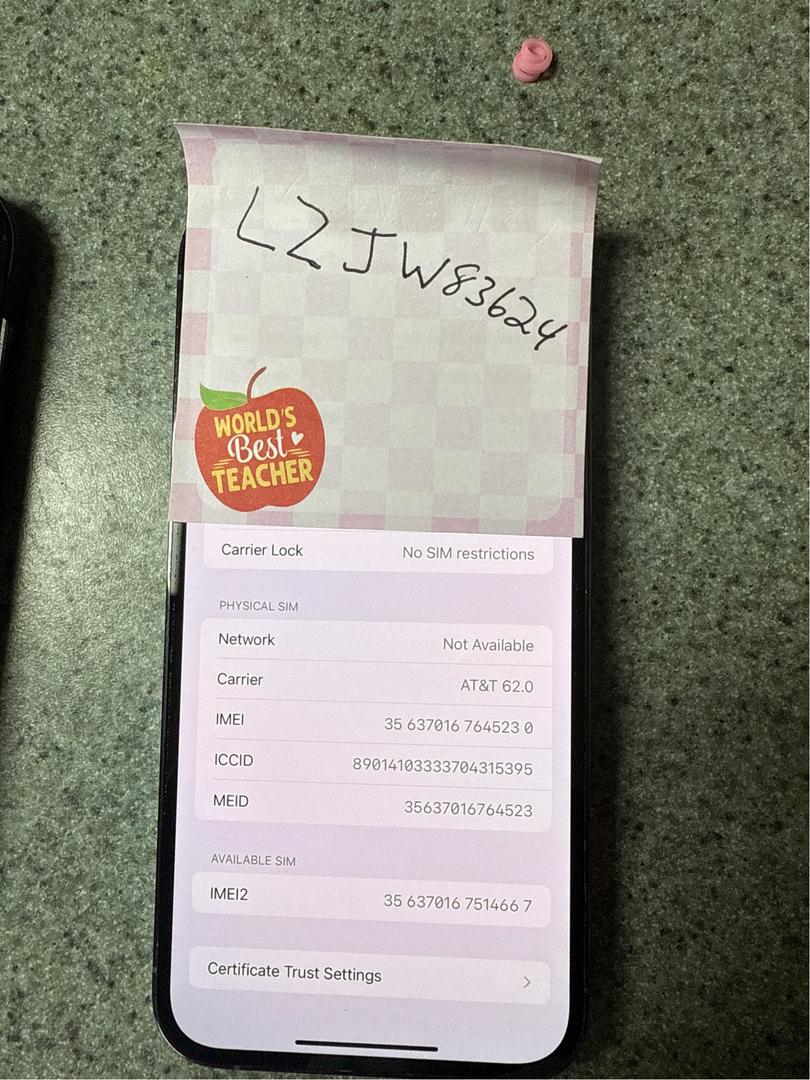 LZJW83624
WORLD'S
Best
TEACHER
Carrier Lock No SIM restrictions
PHYSICAL SIM
Network Not Available
Carrier AT&T 62.0
IMEI 35 637016 764523 0
ICCID 89014103333704315395
MEID 35637016764523
AVAILABLE SIM
IMEI2 35 637016 751466 7
Certificate Trust Settings